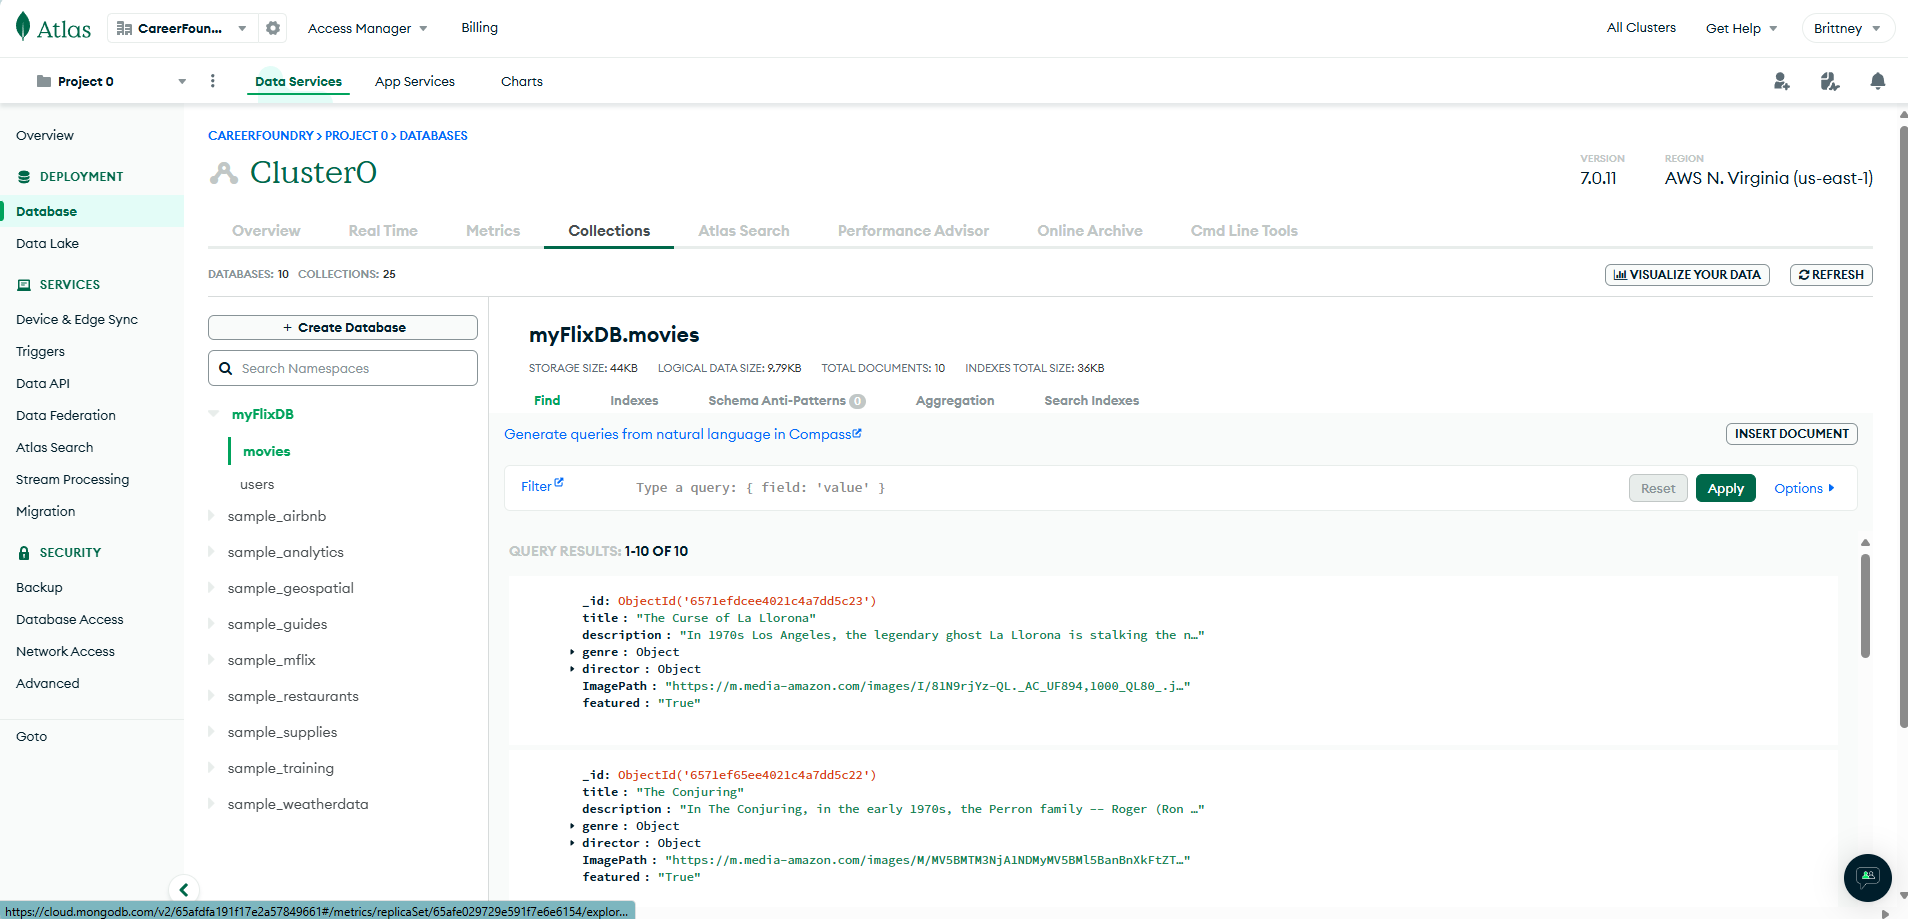 Atlas
CareerFoun...
Access Manager
Billing
All Clusters
Get Help
Brittney
Project 0
Data Services
App Services
Charts
Overview
DEPLOYMENT
Database
Data Lake
SERVICES
Device & Edge Sync
Triggers
Data API
Data Federation
Atlas Search
Stream Processing
Migration
SECURITY
Backup
Database Access
Network Access
Advanced
Goto
CAREERFOUNDRY > PROJECT 0 > DATABASES
Cluster0
VERSION
7.0.11
REGION
AWS N. Virginia (us-east-1)
Overview
Real Time
Metrics
Collections
Atlas Search
Performance Advisor
Online Archive
Cmd Line Tools
DATABASES: 10 COLLECTIONS: 25
VISUALIZE YOUR DATA
REFRESH
+ Create Database
Search Namespaces
myFlixDB
movies
users
sample_airbnb
sample_analytics
sample_geospatial
sample_guides
sample_mflix
sample_restaurants
sample_supplies
sample_training
sample_weatherdata
myFlixDB.movies
STORAGE SIZE: 44KB LOGICAL DATA SIZE: 9.79KB TOTAL DOCUMENTS: 10 INDEXES TOTAL SIZE: 36KB
Find
Indexes
Schema Anti-Patterns 0
Aggregation
Search Indexes
Generate queries from natural language in Compass
INSERT DOCUMENT
Filter
Type a query: { field: 'value' }
Reset
Apply
Options
QUERY RESULTS: 1-10 OF 10
_id: ObjectId('6571efdcee4021c4a7dd5c23')
title : "The Curse of La Llorona"
description : "In 1970s Los Angeles, the legendary ghost La Llorona is stalking the n…"
genre : Object
director : Object
ImagePath : "https://m.media-amazon.com/images/I/81N9rjYz-QL._AC_UF894,1000_QL80_.j…"
featured : "True"
_id: ObjectId('6571ef65ee4021c4a7dd5c22')
title : "The Conjuring"
description : "In The Conjuring, in the early 1970s, the Perron family -- Roger (Ron …"
genre : Object
director : Object
ImagePath : "https://m.media-amazon.com/images/M/MV5BMTM3NjA1NDMyMV5BMl5BanBnXkFtZT…"
featured : "True"
https://cloud.mongodb.com/v2/65afdfa191f17e2a57849661#/metrics/replicaSet/65afe029729e591f7e6e6154/explor...